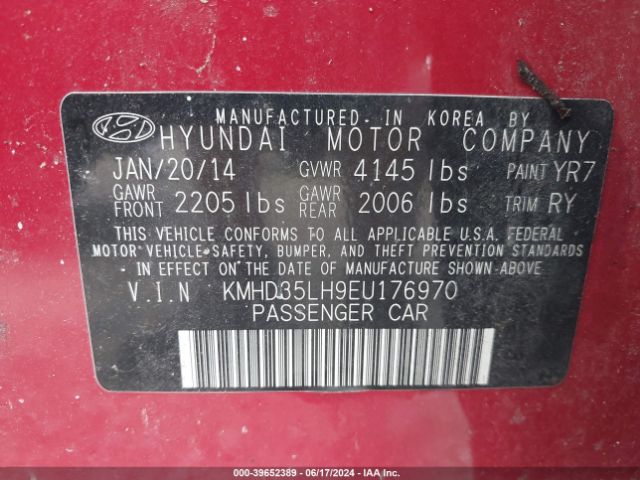 MANUFACTURED IN KOREA BY
HYUNDAI MOTOR COMPANY
JAN/20/14 GVWR 4145 lbs PAINT YR7
GAWR FRONT 2205 lbs GAWR REAR 2006 lbs TRIM RY
THIS VEHICLE CONFORMS TO ALL APPLICABLE U.S.A. FEDERAL
MOTOR VEHICLE-SAFETY, BUMPER, AND THEFT PREVENTION STANDARDS
IN EFFECT ON THE DATE OF MANUFACTURE SHOWN ABOVE
V.I.N KMHD35LH9EU176970
PASSENGER CAR
000-39652389 - 06/17/2024 - IAA Inc.